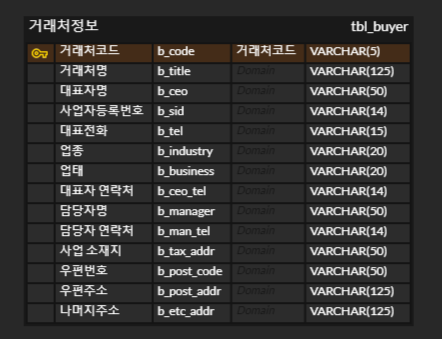 거래처정보 tbl_buyer
거래처코드 b_code 거래처코드 VARCHAR(5)
거래처명 b_title Domain VARCHAR(125)
대표자명 b_ceo Domain VARCHAR(50)
사업자등록번호 b_sid Domain VARCHAR(14)
대표전화 b_tel Domain VARCHAR(15)
업종 b_industry Domain VARCHAR(20)
업태 b_business Domain VARCHAR(20)
대표자 연락처 b_ceo_tel Domain VARCHAR(14)
담당자명 b_manager Domain VARCHAR(50)
담당자 연락처 b_man_tel Domain VARCHAR(14)
사업 소재지 b_tax_addr Domain VARCHAR(50)
우편번호 b_post_code Domain VARCHAR(50)
우편주소 b_post_addr Domain VARCHAR(125)
나머지주소 b_etc_addr Domain VARCHAR(125)